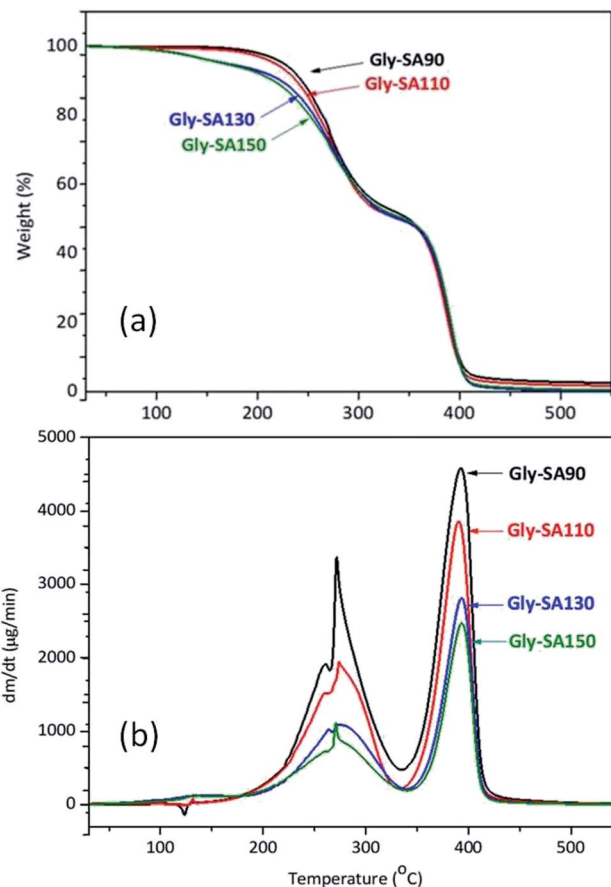 100
80
60
40
20
0
Weight (%)
Gly-SA90
Gly-SA110
Gly-SA130
Gly-SA150
(a)
100 200 300 400 500
5000
4000
3000
2000
1000
0
dm/dt (µg/min)
Gly-SA90
Gly-SA110
Gly-SA130
Gly-SA150
(b)
100 200 300 400 500
Temperature (°C)